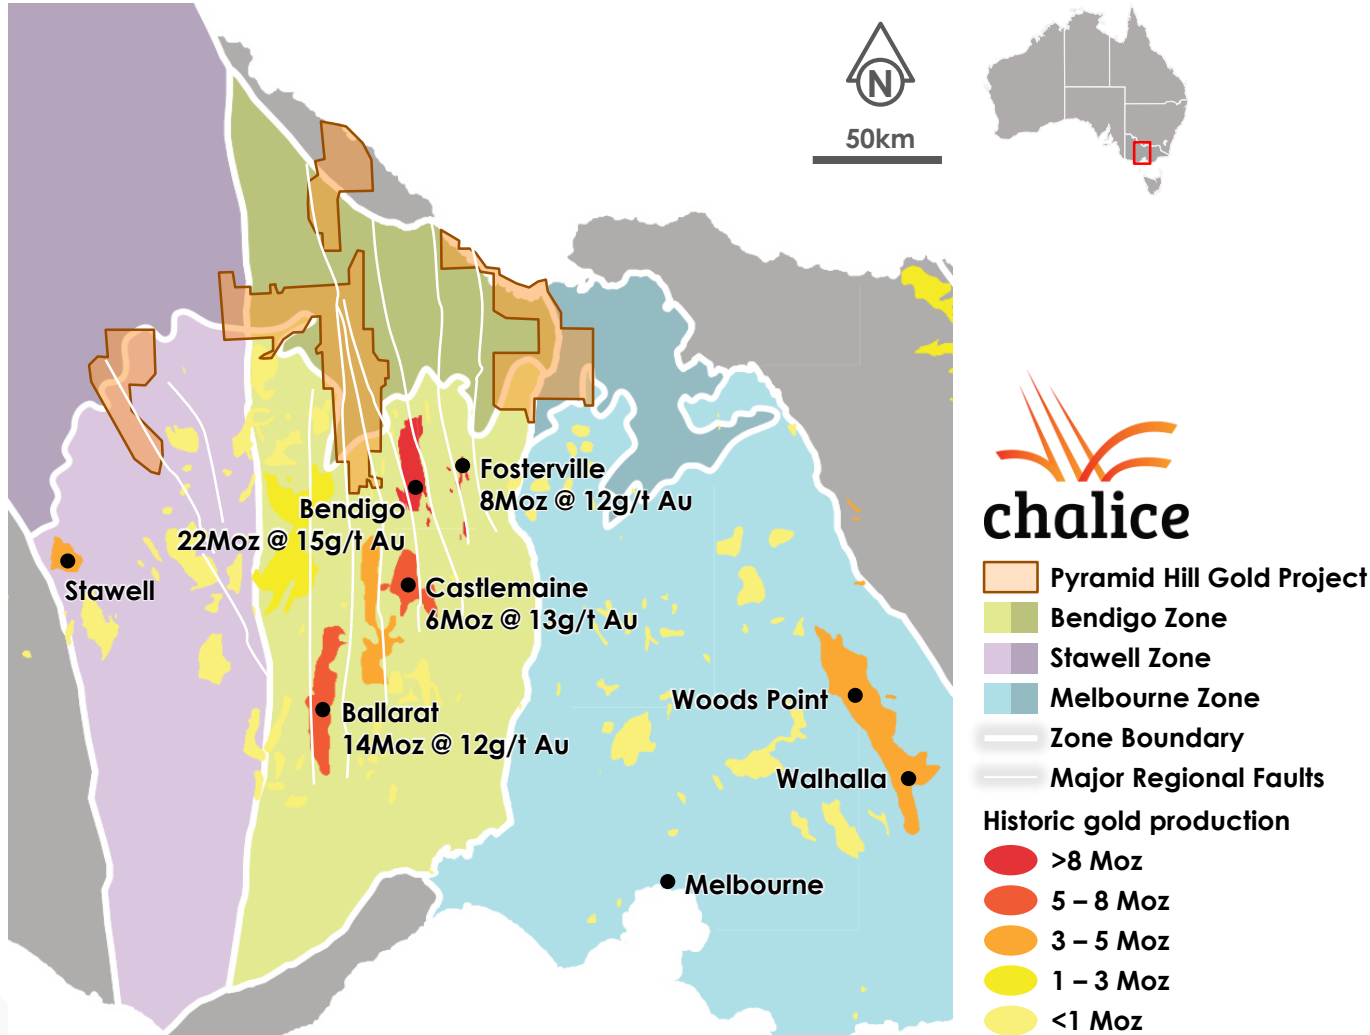 N
50km
Fosterville
8Moz @ 12g/t Au
Bendigo
22Moz @ 15g/t Au
Stawell
Castlemaine
6Moz @ 13g/t Au
Woods Point
Ballarat
14Moz @ 12g/t Au
Walhalla
Melbourne
chalice
Pyramid Hill Gold Project
Bendigo Zone
Stawell Zone
Melbourne Zone
Zone Boundary
Major Regional Faults
Historic gold production
>8 Moz
5 – 8 Moz
3 – 5 Moz
1 – 3 Moz
<1 Moz